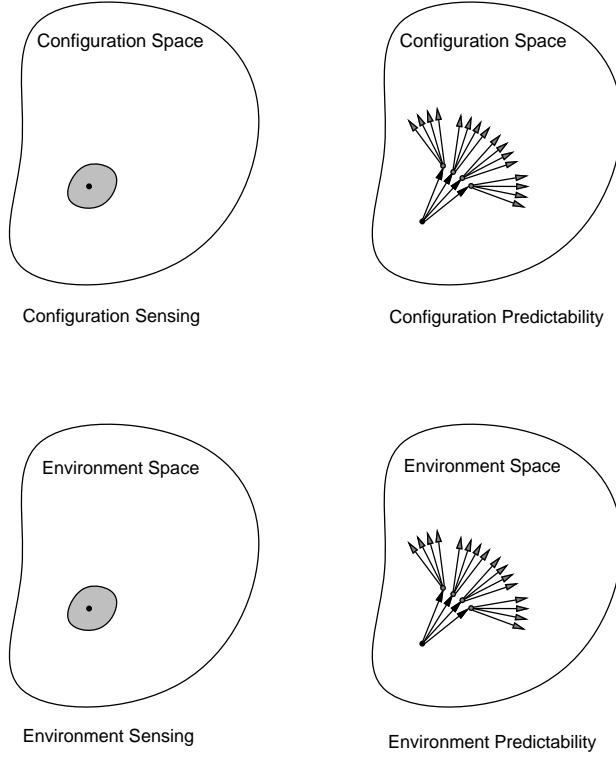 Configuration Space
Configuration Space
Configuration Sensing
Configuration Predictability
Environment Space
Environment Space
Environment Sensing
Environment Predictability